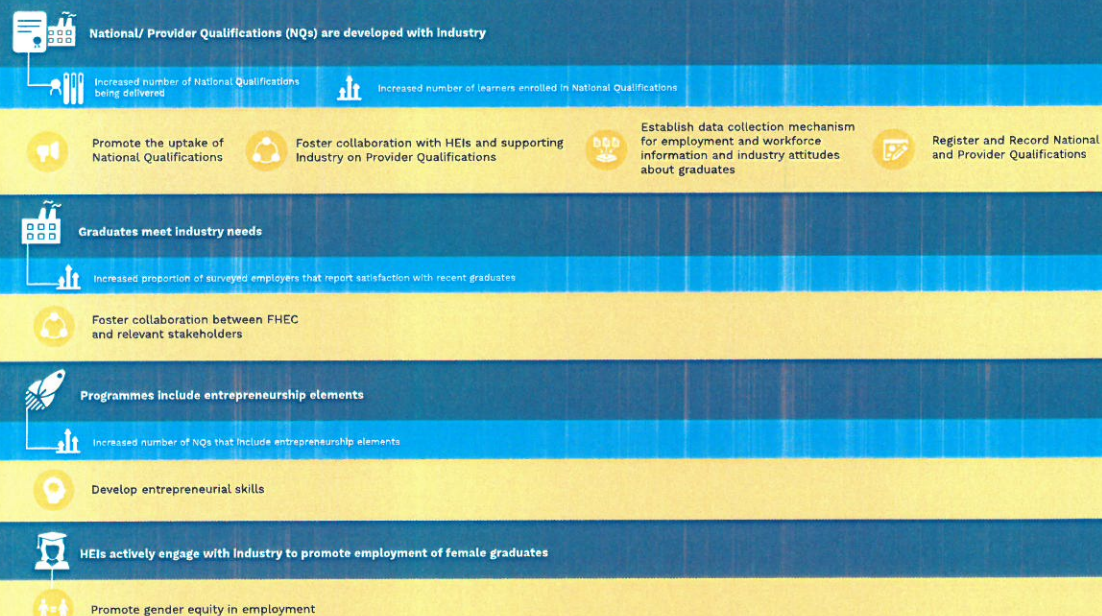 National/ Provider Qualifications (NQs) are developed with industry
Increased number of National Qualifications
being delivered
Increased number of learners enrolled in National Qualifications
Promote the uptake of
National Qualifications
Foster collaboration with HEIs and supporting
Industry on Provider Qualifications
Establish data collection mechanism
for employment and workforce
information and industry attitudes
about graduates
Register and Record National
and Provider Qualifications
Graduates meet industry needs
Increased proportion of surveyed employers that report satisfaction with recent graduates
Foster collaboration between FHEC
and relevant stakeholders
Programmes include entrepreneurship elements
Increased number of NQs that include entrepreneurship elements
Develop entrepreneurial skills
HEIs actively engage with industry to promote employment of female graduates
Promote gender equity in employment